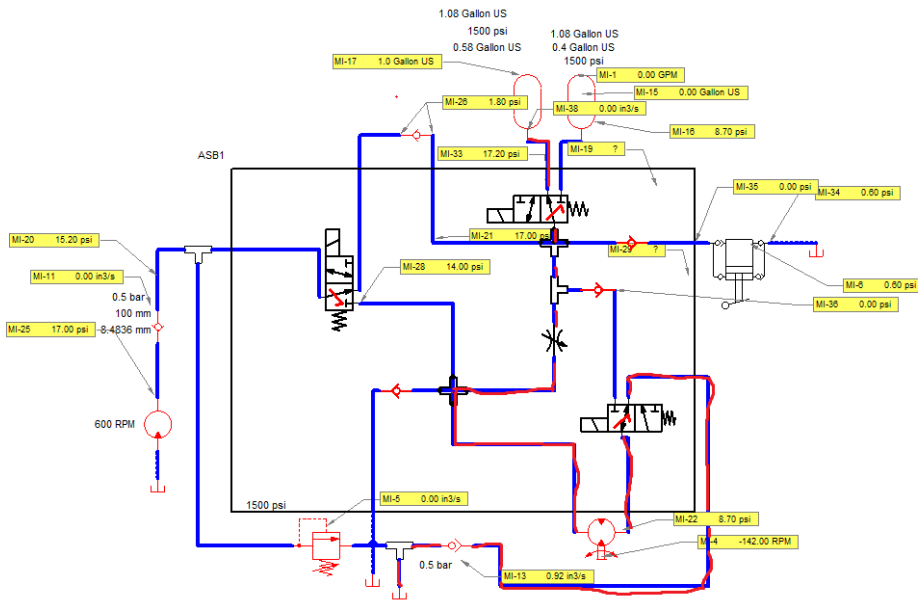 1.08 Gallon US
1500 psi
0.58 Gallon US
1.08 Gallon US
0.4 Gallon US
1500 psi
MI-17 1.0 Gallon US
MI-1 0.00 GPM
MI-15 0.00 Gallon US
MI-26 1.80 psi
MI-38 0.00 in3/s
MI-16 8.70 psi
ASB1
MI-33 17.20 psi
MI-19 ?
MI-35 0.00 psi
MI-34 0.60 psi
MI-20 15.20 psi
MI-21 17.00 psi
MI-29 ?
MI-11 0.00 in3/s
MI-28 14.00 psi
MI-6 0.60 psi
0.5 bar
MI-36 0.00 psi
100 mm
MI-25 17.00 psi
8.4836 mm
600 RPM
1500 psi
MI-5 0.00 in3/s
MI-22 8.70 psi
MI-4 -142.00 RPM
0.5 bar
MI-13 0.92 in3/s